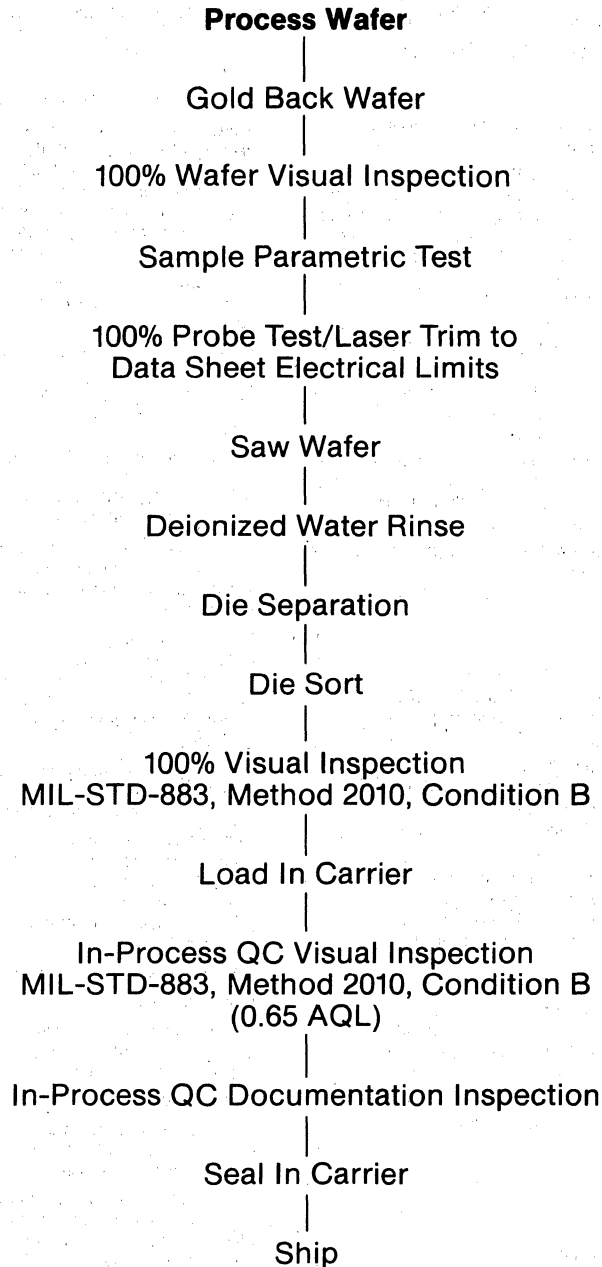 Process Wafer
Gold Back Wafer
100% Wafer Visual Inspection
Sample Parametric Test
100% Probe Test/Laser Trim to
Data Sheet Electrical Limits
Saw Wafer
Deionized Water Rinse
Die Separation
Die Sort
100% Visual Inspection
MIL-STD-883, Method 2010, Condition B
Load In Carrier
In-Process QC Visual Inspection
MIL-STD-883, Method 2010, Condition B
(0.65 AQL)
In-Process QC Documentation Inspection
Seal In Carrier
Ship